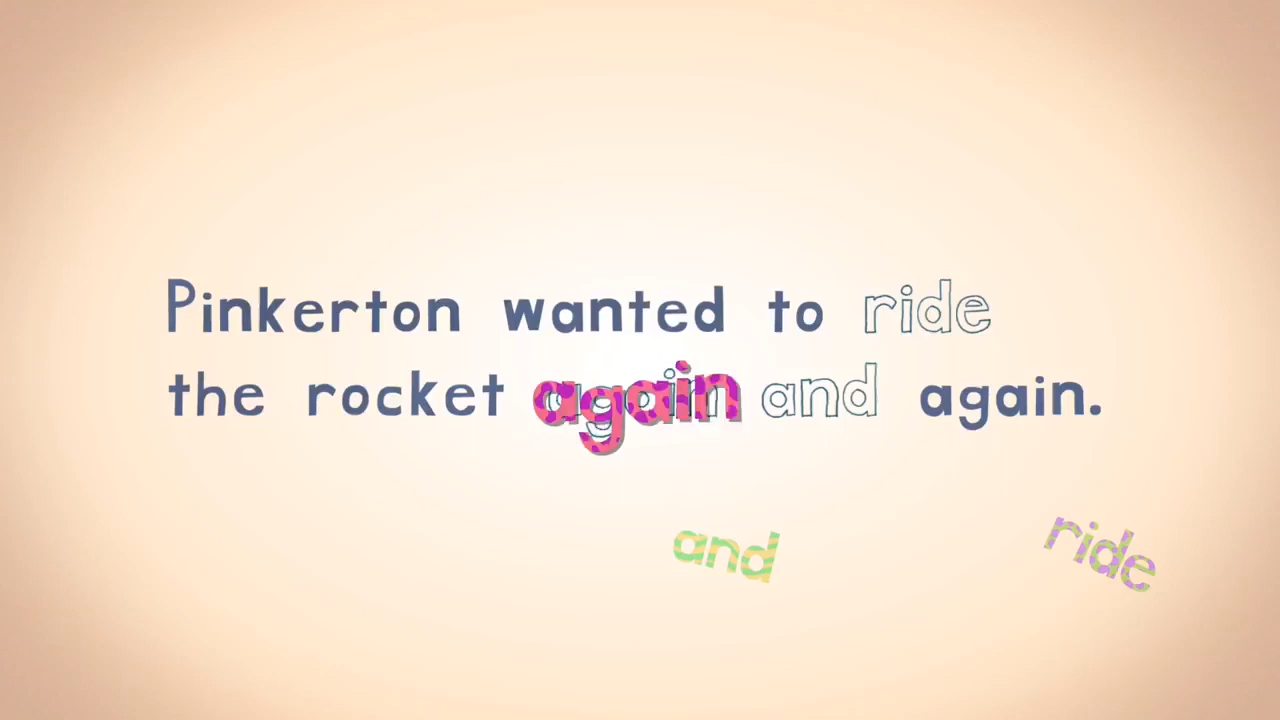 Pinkerton wanted to ride
the rocket again and again.
and
ride